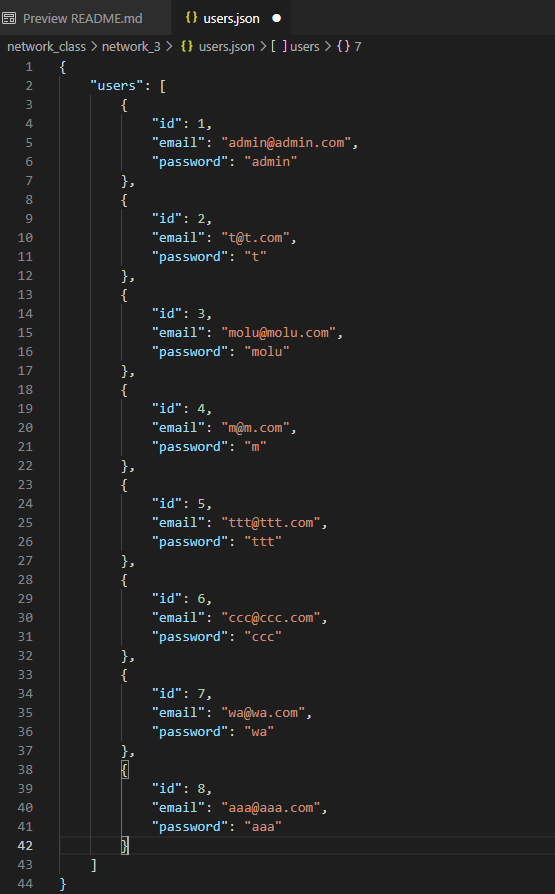 Preview README.md
users.json
network_class > network_3 > {} users.json > [ ] users > {} 7
1 {
2 "users": [
3 {
4 "id": 1,
5 "email": "admin@admin.com",
6 "password": "admin"
7 },
8 {
9 "id": 2,
10 "email": "t@t.com",
11 "password": "t"
12 },
13 {
14 "id": 3,
15 "email": "molu@molu.com",
16 "password": "molu"
17 },
18 {
19 "id": 4,
20 "email": "m@m.com",
21 "password": "m"
22 },
23 {
24 "id": 5,
25 "email": "ttt@ttt.com",
26 "password": "ttt"
27 },
28 {
29 "id": 6,
30 "email": "ccc@ccc.com",
31 "password": "ccc"
32 },
33 {
34 "id": 7,
35 "email": "wa@wa.com",
36 "password": "wa"
37 },
38 {
39 "id": 8,
40 "email": "aaa@aaa.com",
41 "password": "aaa"
42 }
43 ]
44 }